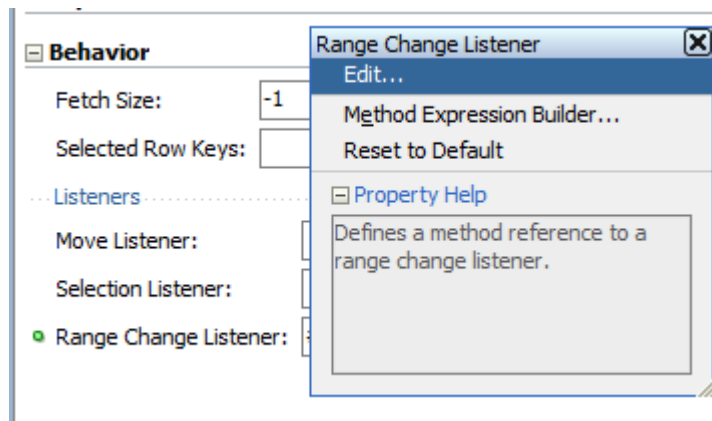 Behavior
Fetch Size: -1
Selected Row Keys:
Listeners
Move Listener:
Selection Listener:
Range Change Listener:
Range Change Listener
Edit...
Method Expression Builder...
Reset to Default
Property Help
Defines a method reference to a
range change listener.